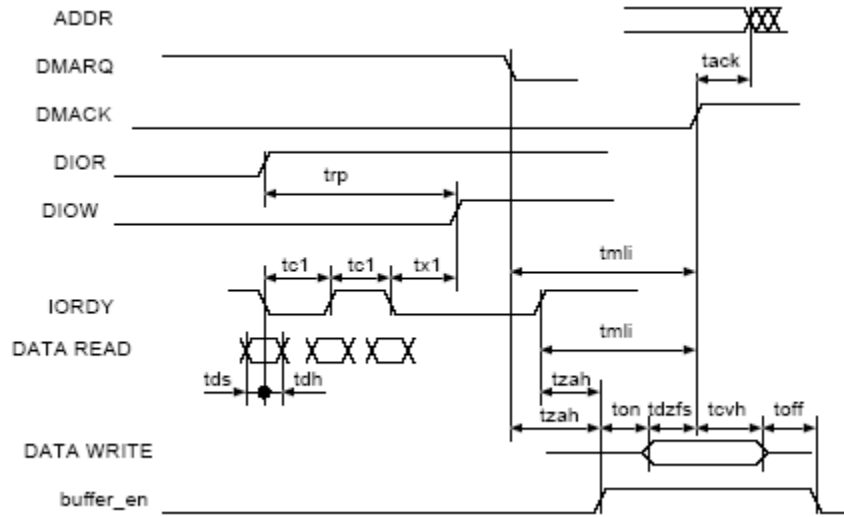 ADDR
DMARQ
tack
DMACK
DIOR
trp
DIOW
tmli
tc1 tc1 tx1
IORDY
DATA READ
tmli
tds tdh
tzah
tzah ton tdzfs tcvh toff
DATA WRITE
buffer_en